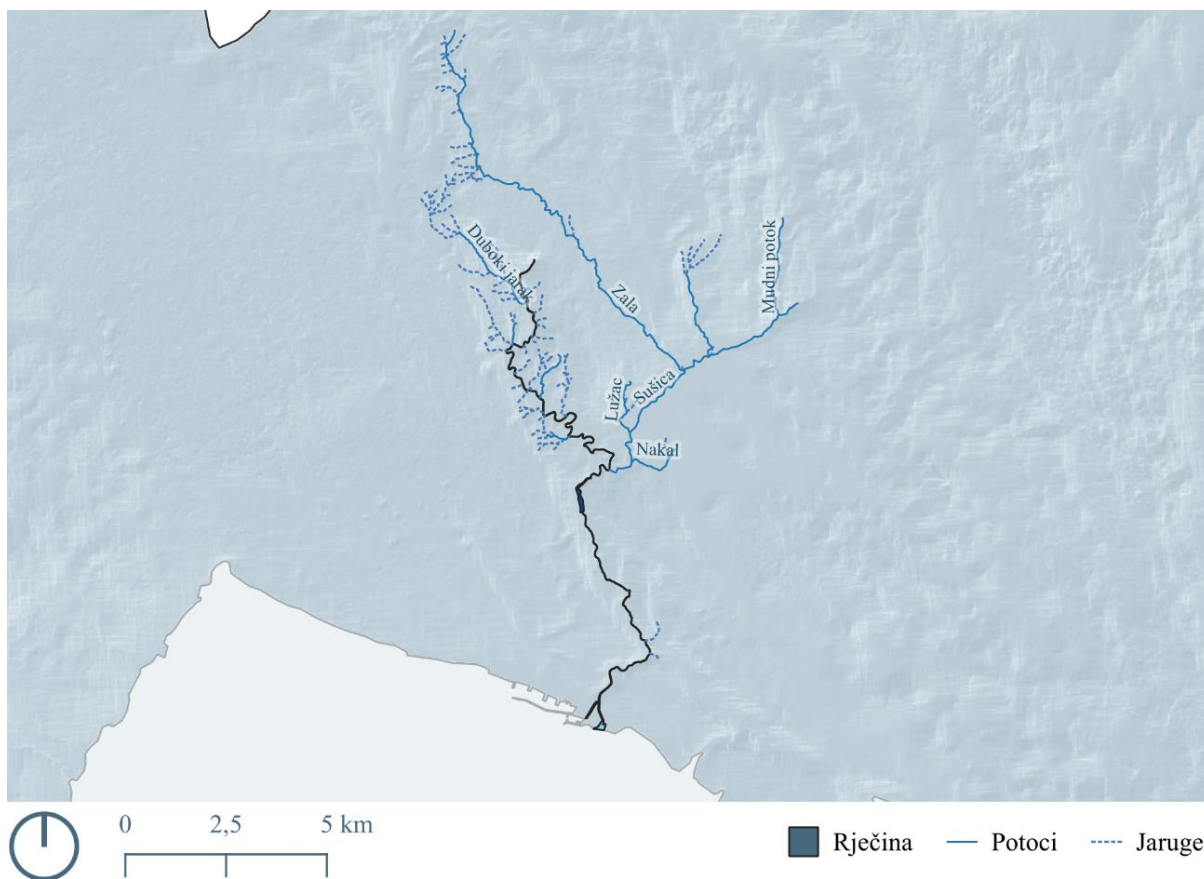 Duboki jarak
Zala
Mudni potok
Lužac
Sušica
Nakal
0 2,5 5 km
Rječina Potoci Jaruge